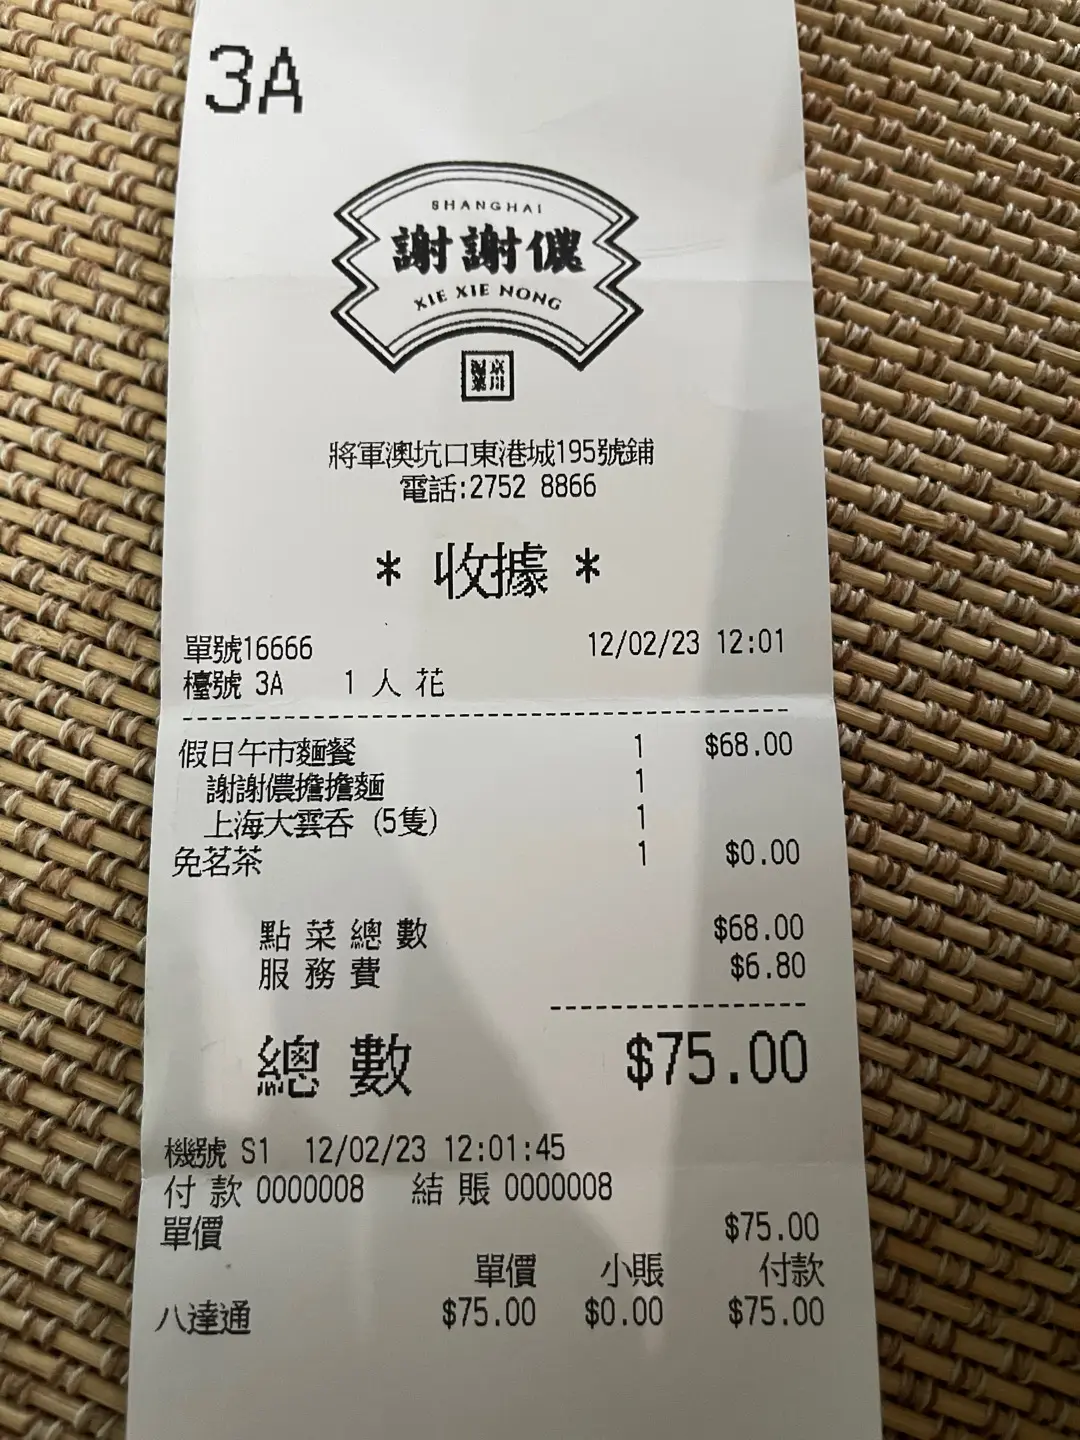 3A
SHANGHAI
謝謝儂
XIE XIE NONG
將軍澳坑口東港城195號鋪
電話:2752 8866
* 收據 *
單號16666 12/02/23 12:01
檯號 3A 1 人 花
假日午市麵餐 1 $68.00
謝謝儂擔擔麵 1
上海大雲吞 (5隻) 1
免茗茶 1 $0.00
點 菜 總 數 $68.00
服 務 費 $6.80
總 數 $75.00
機號 S1 12/02/23 12:01:45
付 款 0000008 結 賬 0000008
單價 $75.00
單價 小賬 付款
八達通 $75.00 $0.00 $75.00